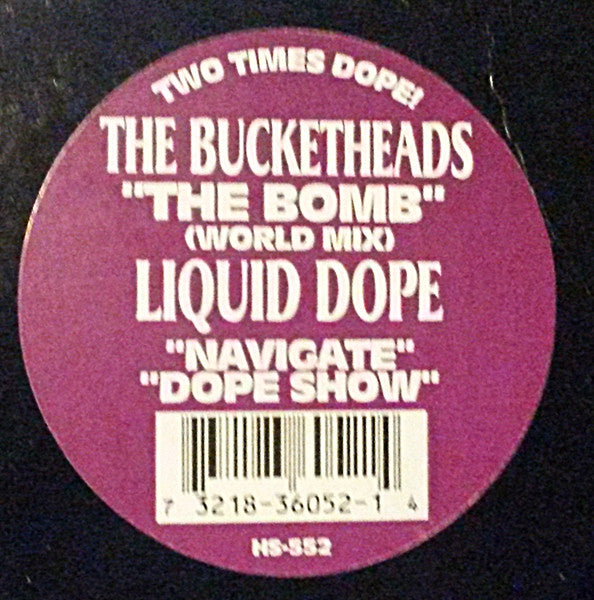 TWO TIMES DOPE!
THE BUCKETHEADS
"THE BOMB"
(WORLD MIX)
LIQUID DOPE
"NAVIGATE"
"DOPE SHOW"
7 3218-36052-1 4
HS-552